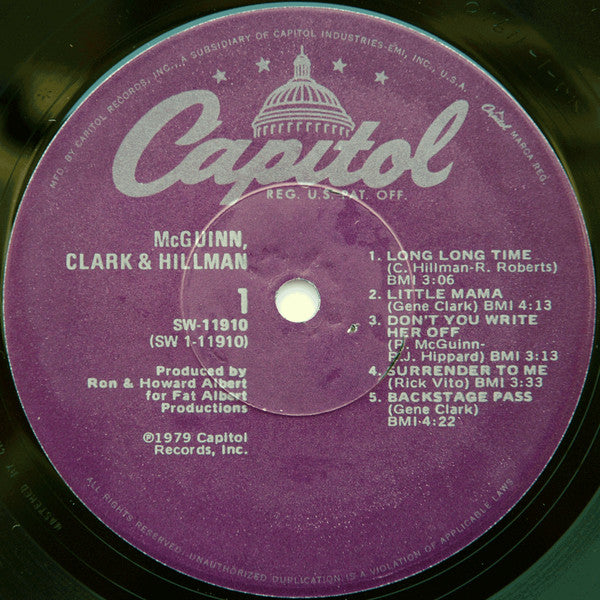 MFD. BY CAPITOL RECORDS, INC., A SUBSIDIARY OF CAPITOL INDUSTRIES-EMI, INC., U.S.A.
Capitol
MARCA REG.
Capitol
REG. U.S. PAT. OFF.
McGUINN,
CLARK & HILLMAN
1
SW-11910
(SW 1-11910)
Produced by
Ron & Howard Albert
for Fat Albert
Productions
℗1979 Capitol
Records, Inc.
1. LONG LONG TIME
(C. Hillman-R. Roberts)
BMI 3:06
2. LITTLE MAMA
(Gene Clark) BMI 4:13
3. DON'T YOU WRITE
HER OFF
(R. McGuinn-
R.J. Hippard) BMI 3:13
4. SURRENDER TO ME
(Rick Vito) BMI 3:33
5. BACKSTAGE PASS
(Gene Clark)
BMI 4:22
ALL RIGHTS RESERVED. UNAUTHORIZED DUPLICATION IS A VIOLATION OF APPLICABLE LAWS
MASTERED BY